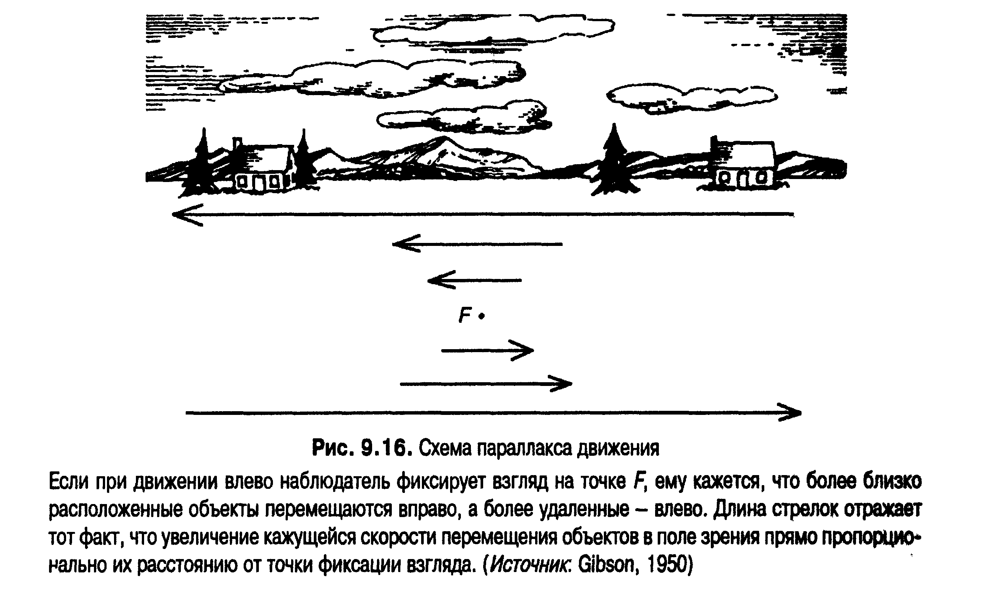 F
Рис. 9.16. Схема параллакса движения
Если при движении влево наблюдатель фиксирует взгляд на точке F, ему кажется, что более близко
расположенные объекты перемещаются вправо, а более удаленные – влево. Длина стрелок отражает
тот факт, что увеличение кажущейся скорости перемещения объектов в поле зрения прямо пропорцио-
нально их расстоянию от точки фиксации взгляда. (Источник: Gibson, 1950)